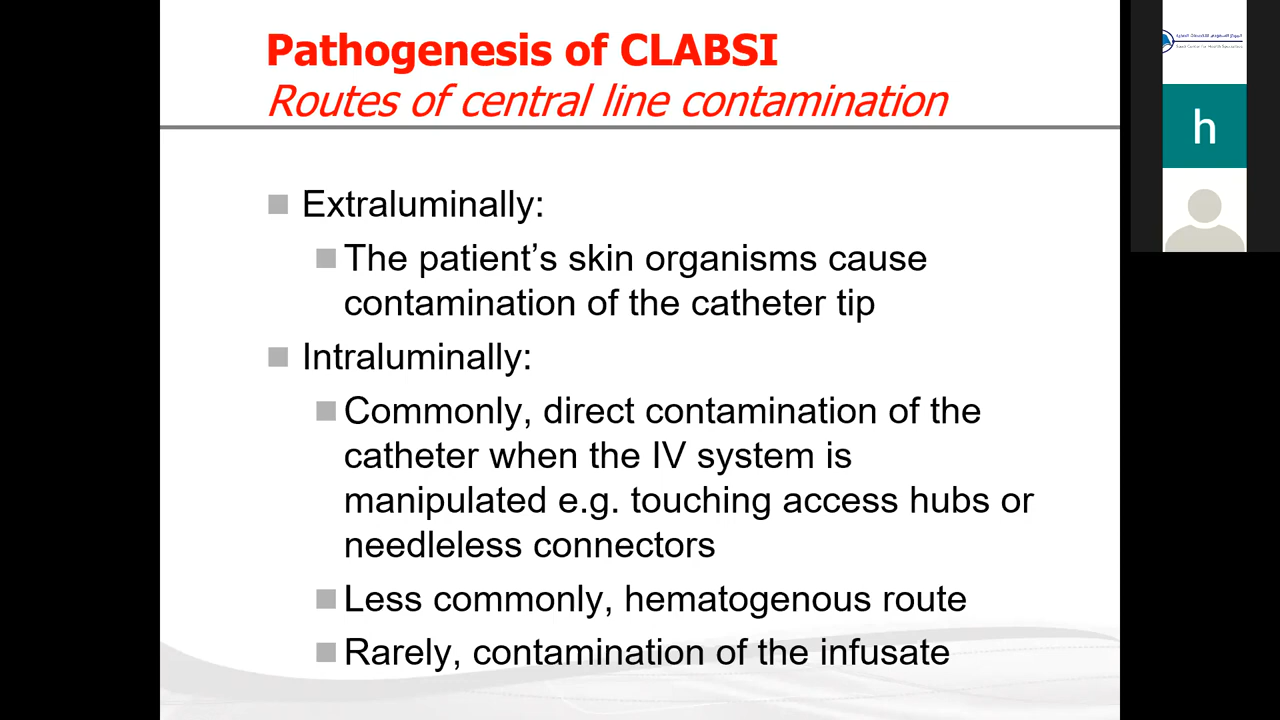 Pathogenesis of CLABSI
Routes of central line contamination
Extraluminally:
The patient’s skin organisms cause
contamination of the catheter tip
Intraluminally:
Commonly, direct contamination of the
catheter when the IV system is
manipulated e.g. touching access hubs or
needleless connectors
Less commonly, hematogenous route
Rarely, contamination of the infusate
h